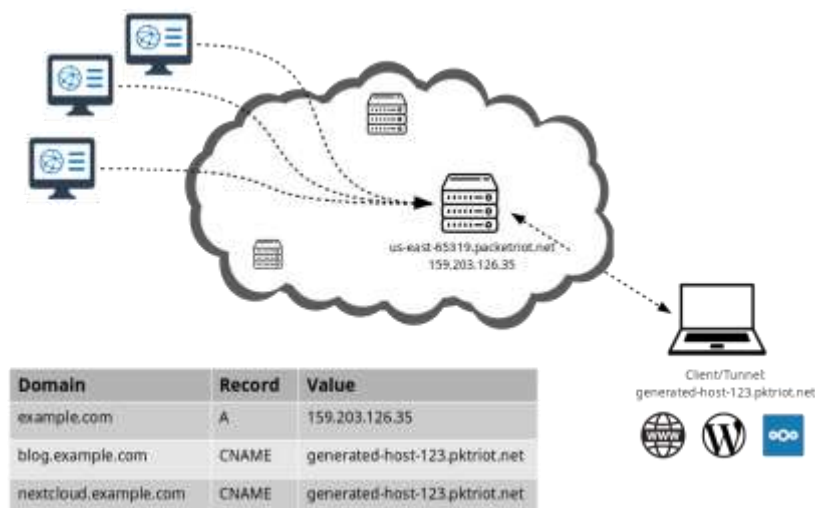 us-east-65319.packetriot.net
159.203.126.35
Client/Tunnel:
generated-host-123.pktriot.net
WWW
W
Domain Record Value
example.com A 159.203.126.35
blog.example.com CNAME generated-host-123.pktriot.net
nextcloud.example.com CNAME generated-host-123.pktriot.net